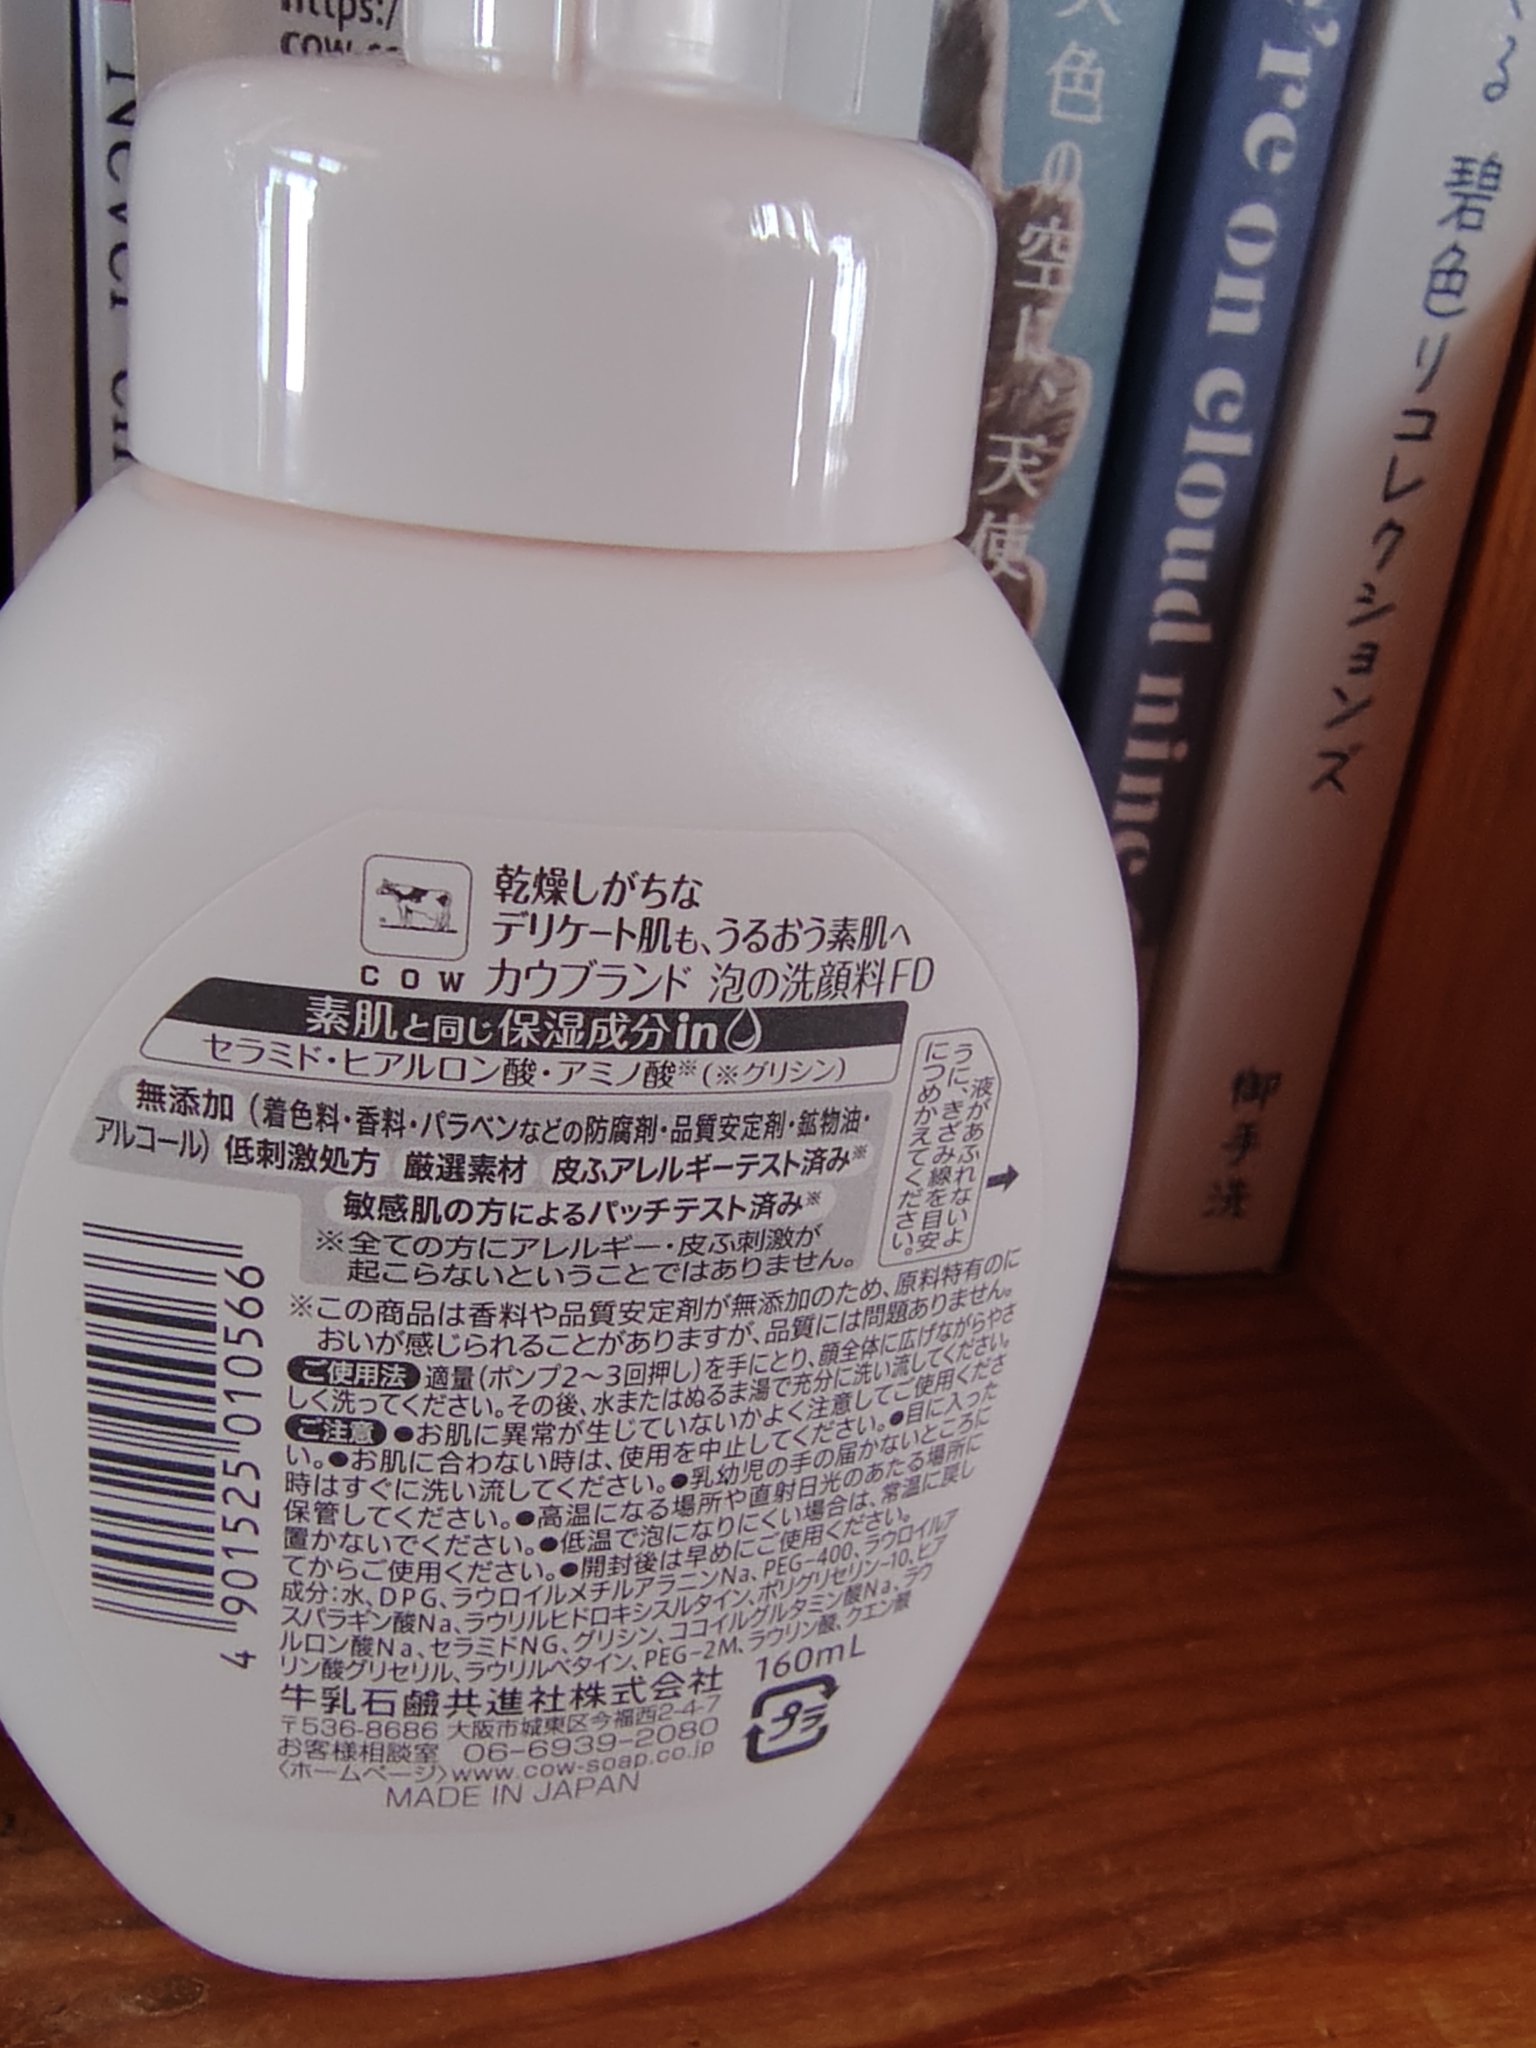 https:/
Never
色の空に、天使
're on cloud nine
る 碧色リコレクションズ
御手洗
cow
乾燥しがちな
デリケート肌も、うるおう素肌へ
カウブランド 泡の洗顔料FD
素肌と同じ保湿成分in
セラミド・ヒアルロン酸・アミノ酸※(※グリシン)
無添加(着色料・香料・パラベンなどの防腐剤・品質安定剤・鉱物油・
アルコール) 低刺激処方 厳選素材 皮ふアレルギーテスト済み※
敏感肌の方によるパッチテスト済み※
※全ての方にアレルギー・皮ふ刺激が
起こらないということではありません。
液があふれないよ
うに、きざみ線を目安
につめかえてください。
※この商品は香料や品質安定剤が無添加のため、原料特有のに
おいが感じられることがありますが、品質には問題ありません。
ご使用法 適量(ポンプ2〜3回押し)を手にとり、顔全体に広げながらやさ
しく洗ってください。その後、水またはぬるま湯で充分に洗い流してください。
ご注意 ●お肌に異常が生じていないかよく注意してご使用くださ
い。●お肌に合わない時は、使用を中止してください。●目に入った
時はすぐに洗い流してください。●乳幼児の手の届かないところに
保管してください。●高温になる場所や直射日光のあたる場所に
置かないでください。●低温で泡になりにくい場合は、常温に戻し
てからご使用ください。●開封後は早めにご使用ください。
成分:水、DPG、ラウロイルメチルアラニンNa、PEG-400、ラウロイルア
スパラギン酸Na、ラウリルヒドロキシスルタイン、ポリグリセリン-10、ヒア
ルロン酸Na、セラミドNG、グリシン、ココイルグルタミン酸Na、ラウ
リン酸グリセリル、ラウリルベタイン、PEG-2M、ラウリン酸、クエン酸
160mL
牛乳石鹼共進社株式会社
〒536-8686 大阪市城東区今福西2-4-7
お客様相談室 06-6939-2080
〈ホームページ〉www.cow-soap.co.jp
MADE IN JAPAN
プラ
4 901525 010566